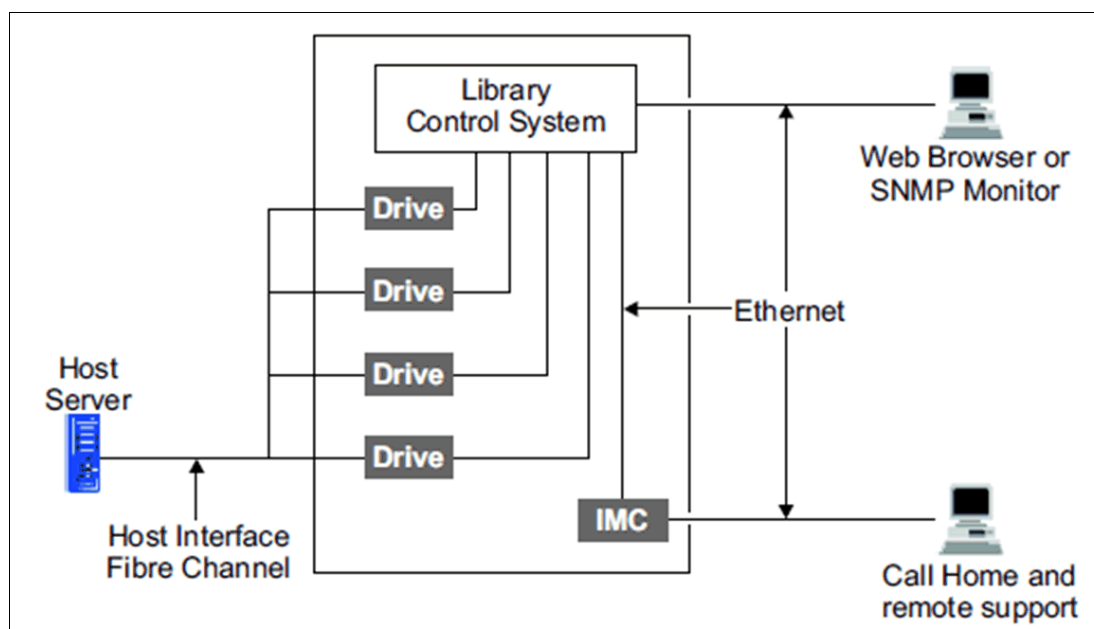 Library
Control System
Web Browser or
SNMP Monitor
Drive
Drive
Ethernet
Drive
Host
Server
Drive
IMC
Host Interface
Fibre Channel
Call Home and
remote support